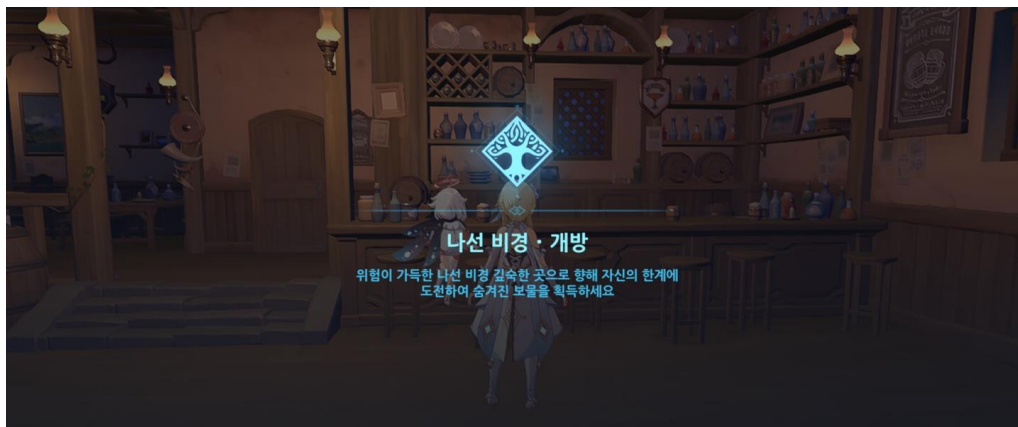 나선 비경 · 개방
위험이 가득한 나선 비경 깊숙한 곳으로 향해 자신의 한계에
도전하여 숨겨진 보물을 획득하세요